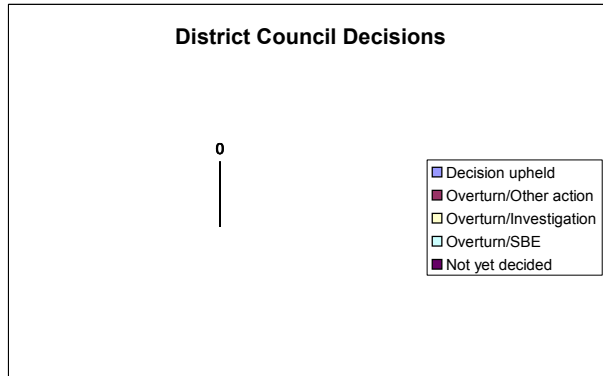 District Council Decisions
0
Decision upheld
Overturn/Other action
Overturn/Investigation
Overturn/SBE
Not yet decided